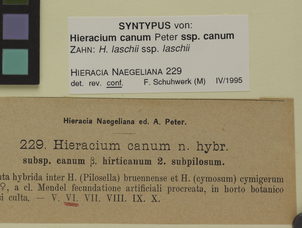 SYNTYPUS von:
Hieracium canum Peter ssp. canum
ZAHN: H. laschii ssp. laschii
HIERACIA NAEGELIANA 229
det. rev. conf. F. Schuhwerk (M) IV/1995
Hieracia Naegeliana ed. A. Peter.
229. Hieracium canum n. hybr.
subsp. canum β. hirticanum 2. subpilosum.
nta hybrida inter H. (Pilosella) bruennense et H. (cymosum) cymigerum
♀, a cl. Mendel fecundatione artificiali procreata, in horto botanico
si culta. — V. VI. VII. VIII. IX. X.